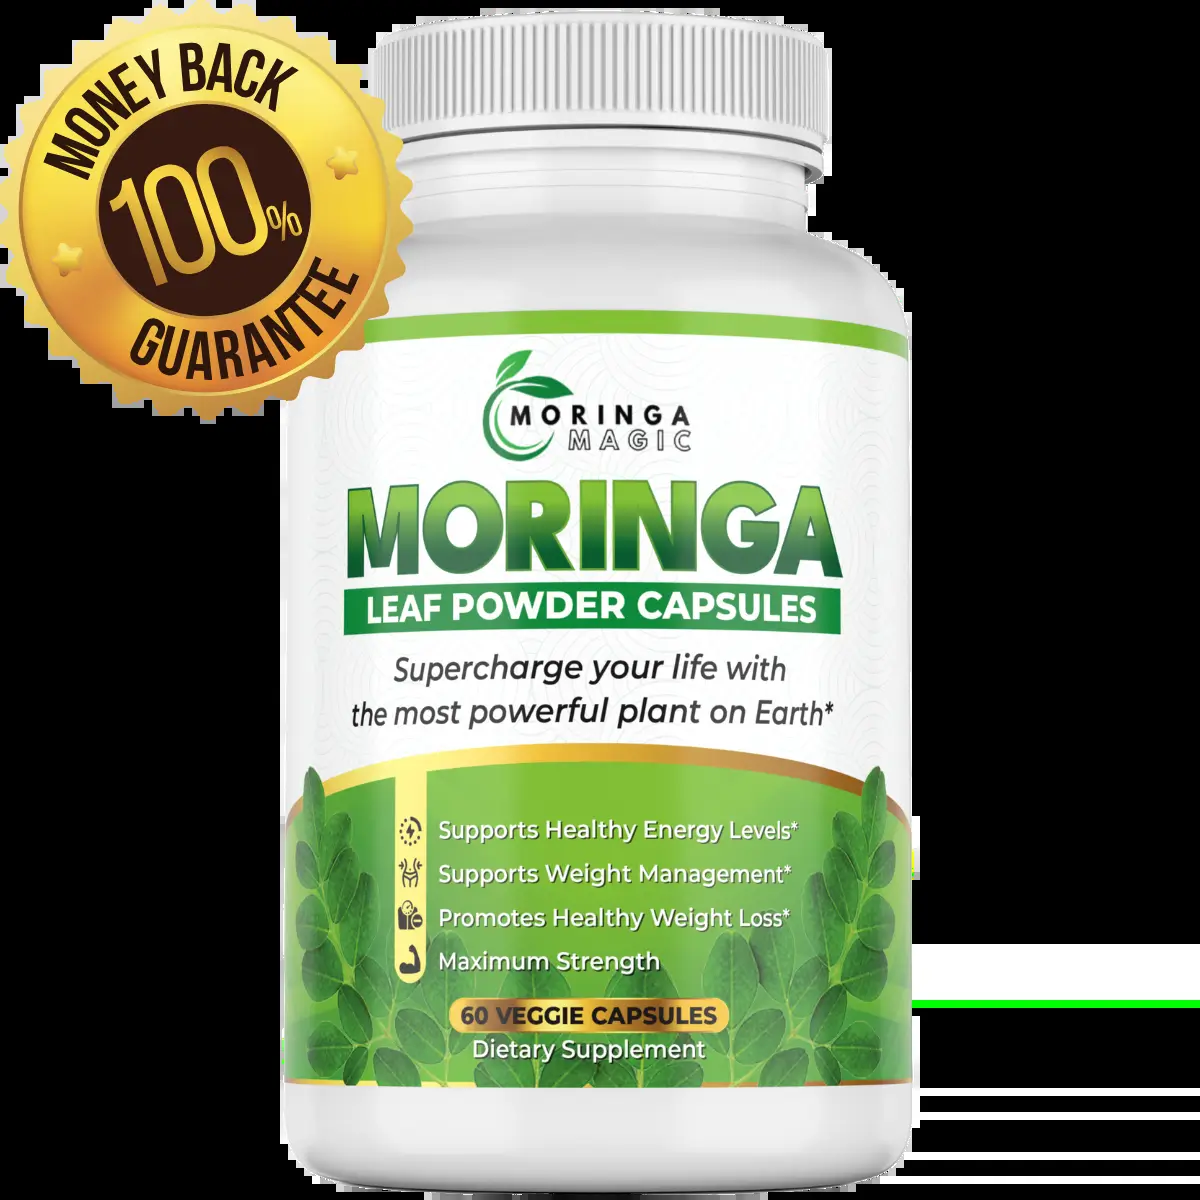 MONEY BACK
100%
GUARANTEE
MORINGA
MAGIC
MORINGA
LEAF POWDER CAPSULES
Supercharge your life with
the most powerful plant on Earth*
Supports Healthy Energy Levels*
Supports Weight Management*
Promotes Healthy Weight Loss*
Maximum Strength
60 VEGGIE CAPSULES
Dietary Supplement